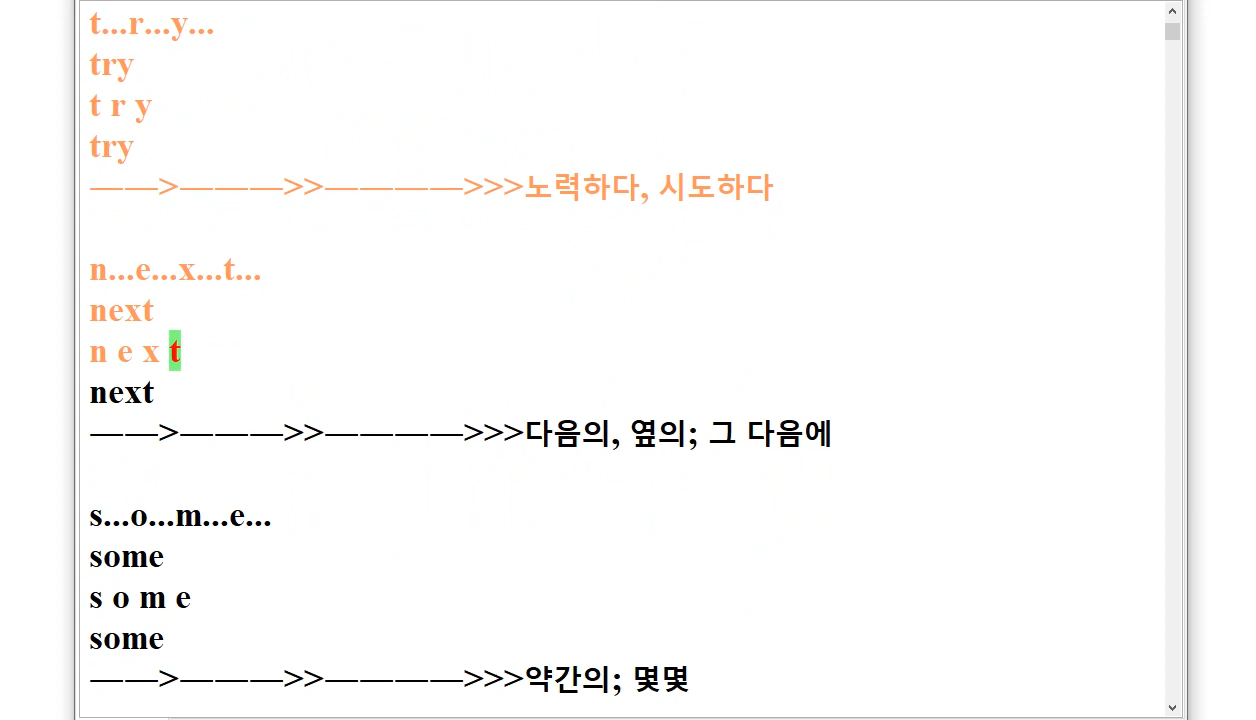 t...r...y...
try
t r y
try
——>———>>————>>>노력하다, 시도하다
n...e...x...t...
next
n e x t
next
——>———>>————>>>다음의, 옆의; 그 다음에
s...o...m...e...
some
s o m e
some
——>———>>————>>>약간의; 몇몇